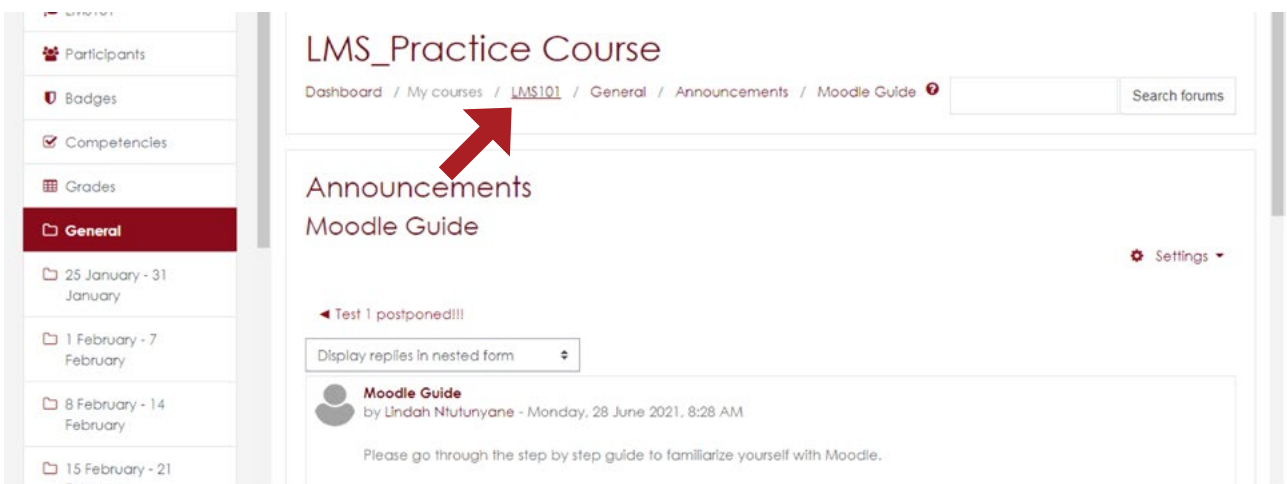 LMS101
Participants
Badges
Competencies
Grades
General
25 January - 31
January
1 February - 7
February
8 February - 14
February
15 February - 21
LMS_Practice Course
Dashboard / My courses / LMS101 / General / Announcements / Moodle Guide
Search forums
Announcements
Moodle Guide
Settings
Test 1 postponed!!!
Display replies in nested form
Moodle Guide
by Lindah Ntutunyane - Monday, 28 June 2021, 8:28 AM
Please go through the step by step guide to familiarize yourself with Moodle.